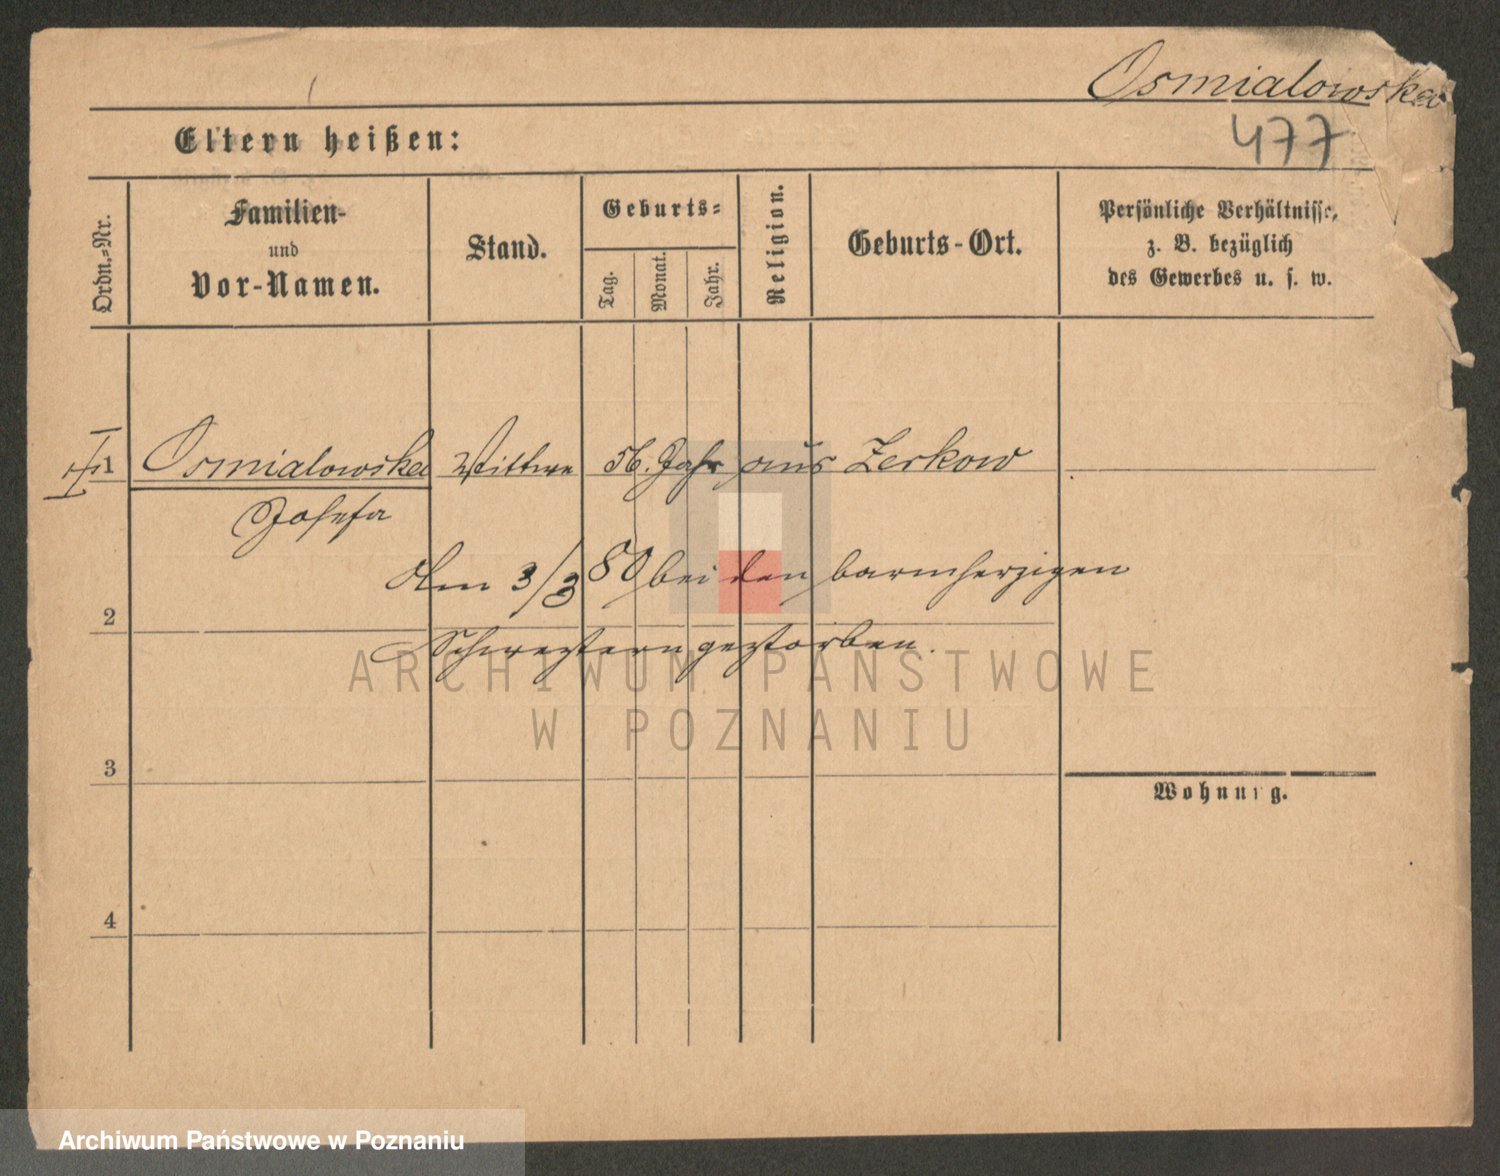 Osmialowska
477
Eltern heißen:
Ordn.-Nr.
Familien-
und
Vor-Namen.
Stand.
Geburts-
Tag.
Monat.
Jahr.
Religion.
Geburts-Ort.
Persönliche Verhältnisse,
z. B. bezüglich
des Gewerbes u. s. w.
1 Osmialowska Wittwe 56. Jahr aus Zerkow
Josefa
Am 3/3 80 bei den barmherzigen
2
Schwestern gestorben.
ARCHIWUM PAŃSTWOWE
W POZNANIU
3
Wohnung.
4
Archiwum Państwowe w Poznaniu